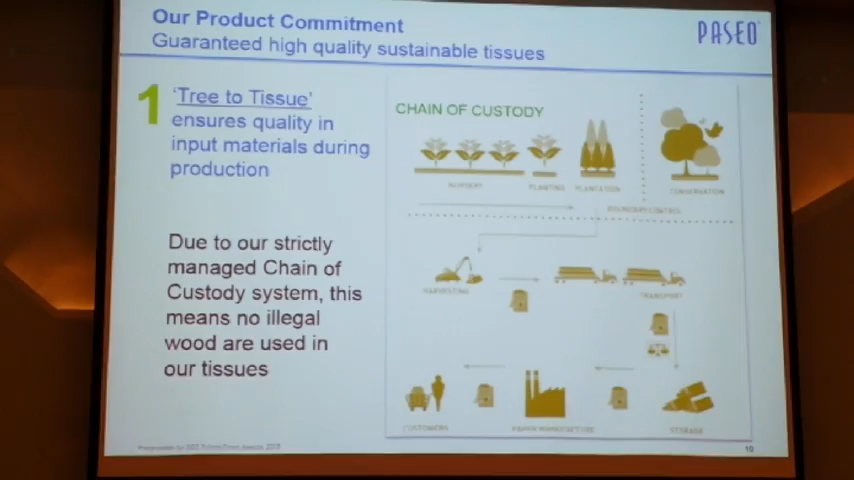 Our Product Commitment
Guaranteed high quality sustainable tissues
PASEO
1
'Tree to Tissue'
ensures quality in
input materials during
production
Due to our strictly
managed Chain of
Custody system, this
means no illegal
wood are used in
our tissues
CHAIN OF CUSTODY
NURSERY
PLANTING
PLANTATION
CONSERVATION
BOUNDARY CONTROL
HARVESTING
TRANSPORT
CUSTOMERS
PAPER MANUFACTURE
STORAGE
10